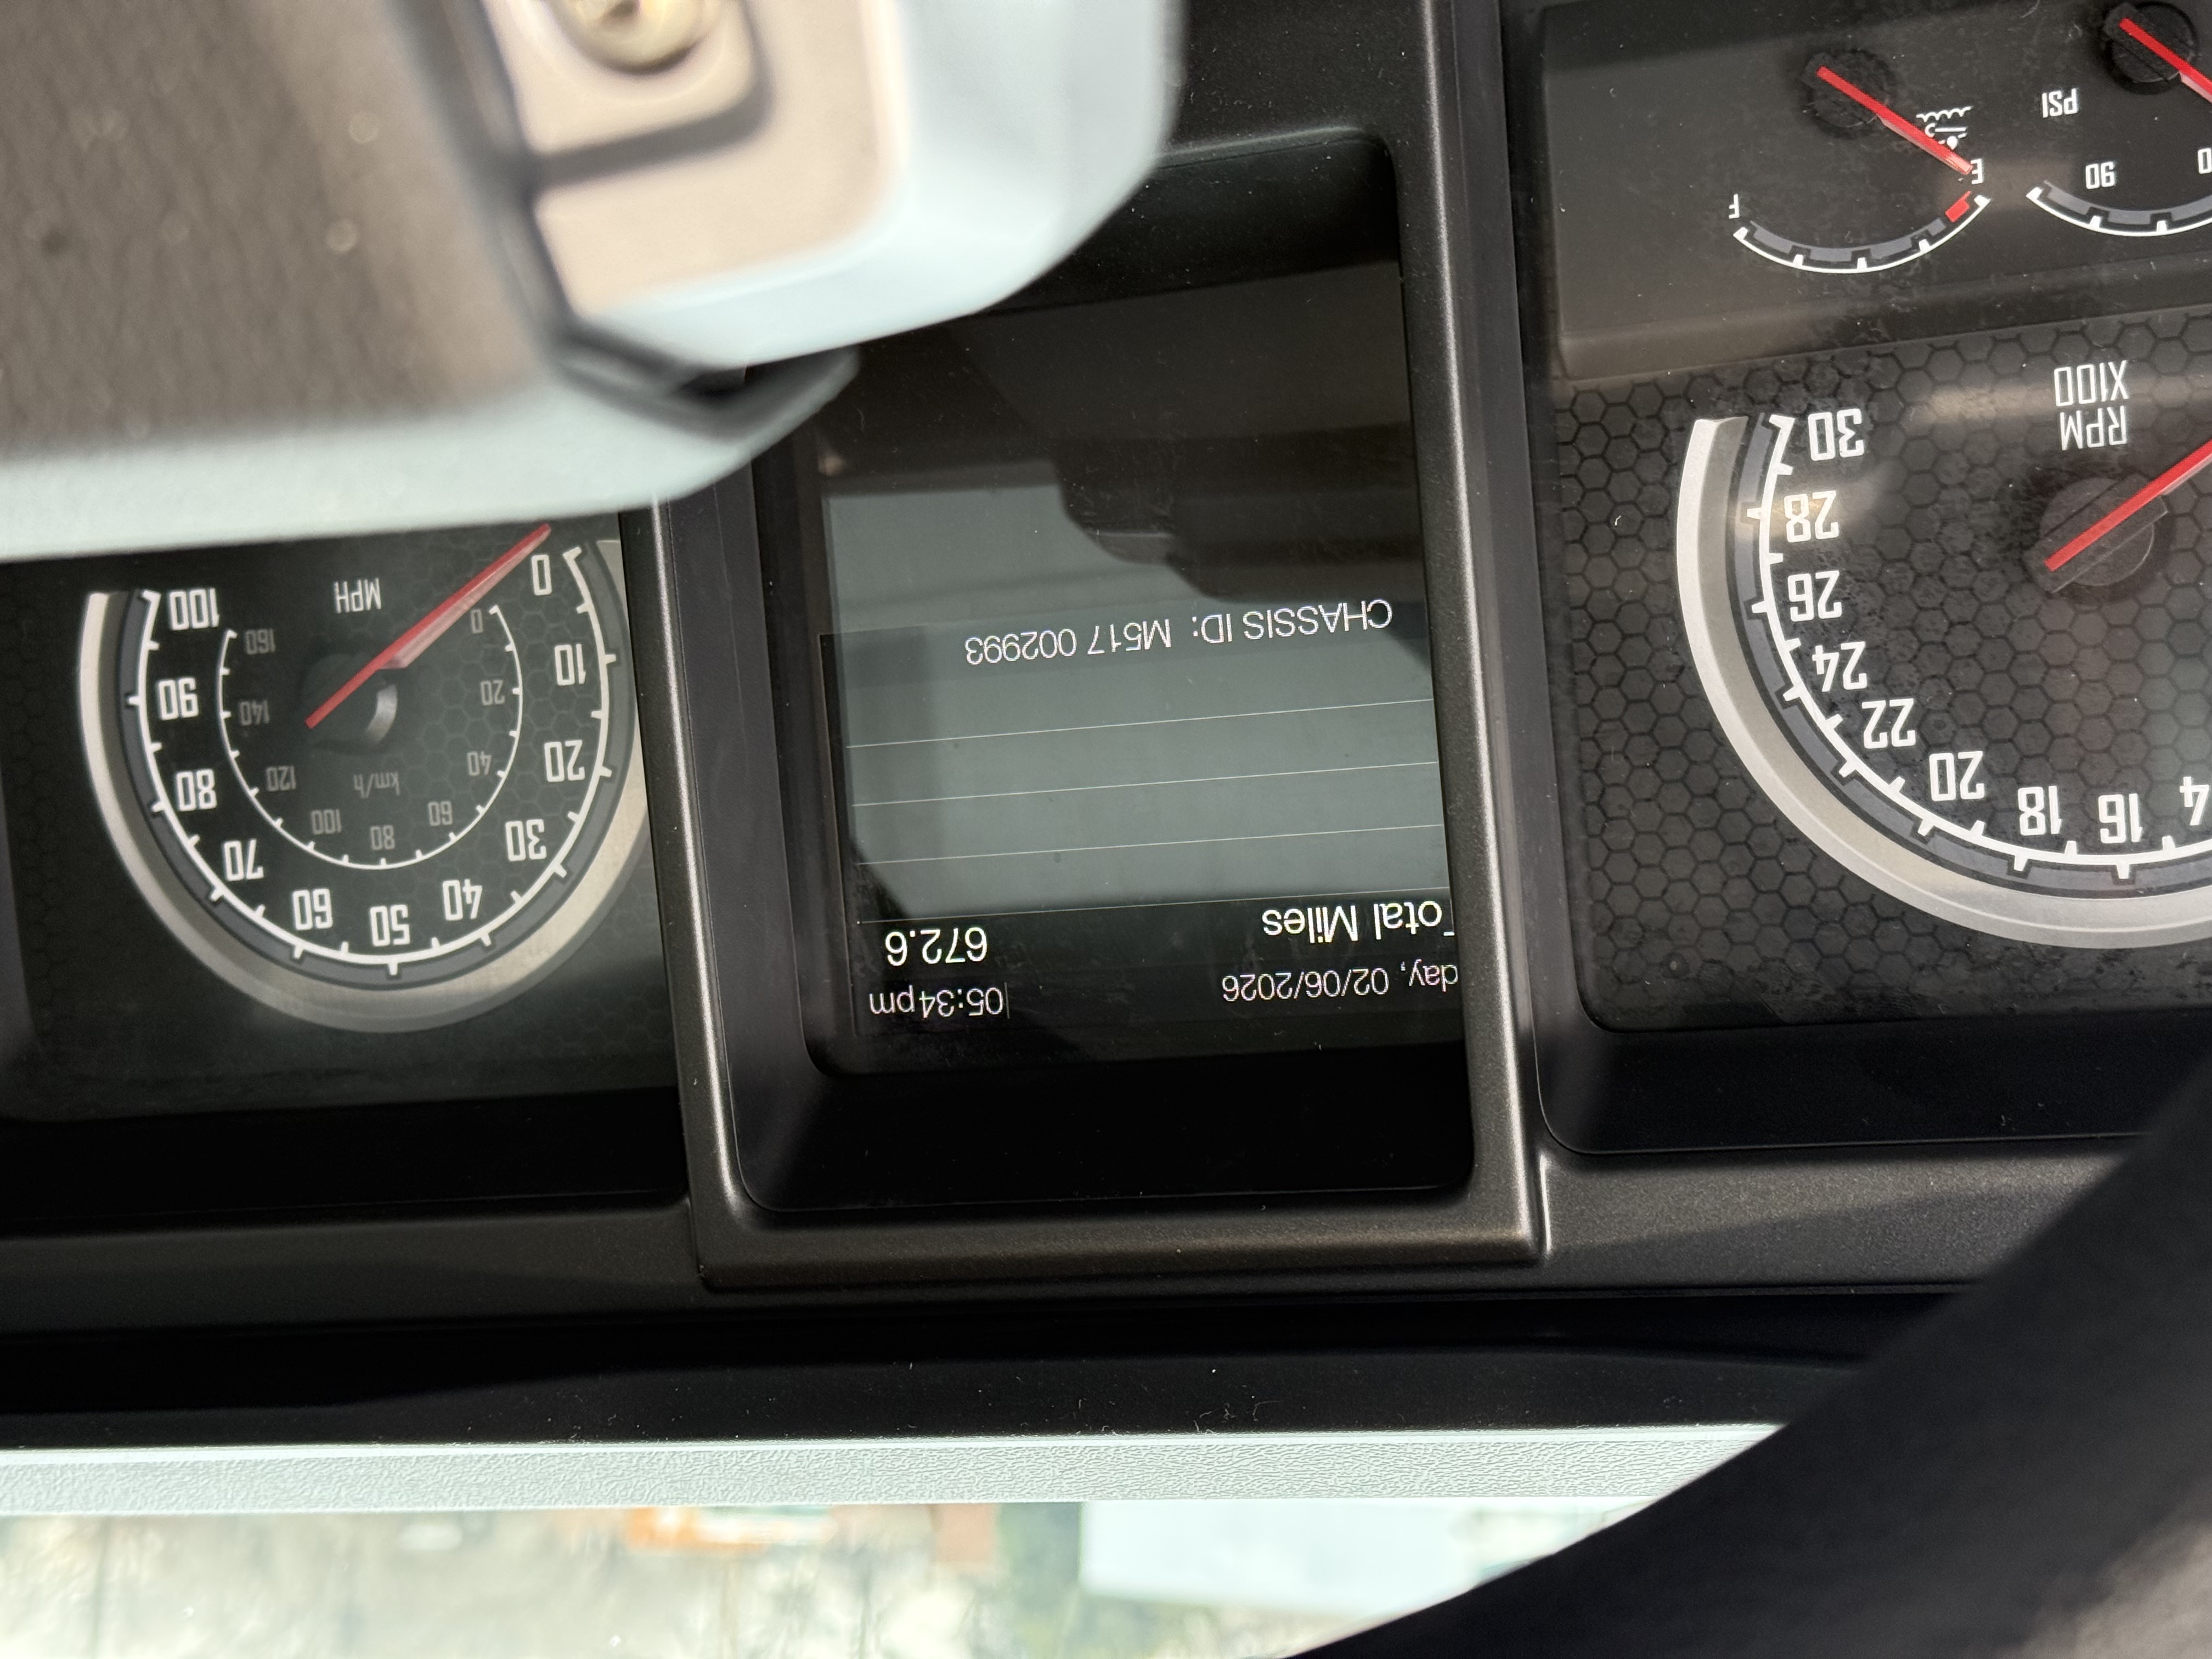 day, 02/06/2026 05:34pm
Total Miles 672.6
CHASSIS ID: M517 002993
16
18
20
22
24
26
28
30
RPM
X100
90
PSI
E
F
0
10
20
30
40
50
60
70
80
90
100
MPH
0
20
40
60
80
100
120
140
160
km/h